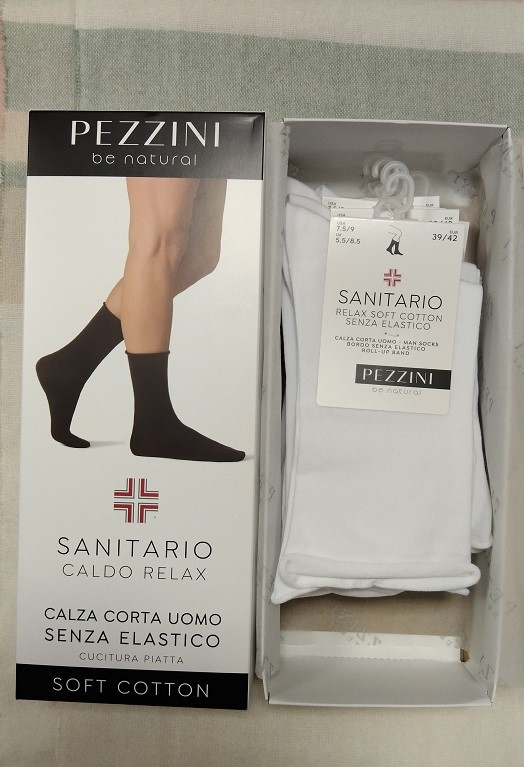 PEZZINI
be natural
SANITARIO
CALDO RELAX
CALZA CORTA UOMO
SENZA ELASTICO
CUCITURA PIATTA
SOFT COTTON
USA
7.5/9
UK
5.5/8.5
EUR
39/42
SANITARIO
RELAX SOFT COTTON
SENZA ELASTICO
CALZA CORTA UOMO - MAN SOCKS
BORDO SENZA ELASTICO
ROLL-UP BAND
PEZZINI
be natural